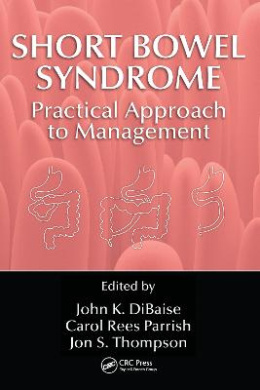 SHORT BOWEL
SYNDROME
Practical Approach
to Management
Edited by
John K. DiBaise
Carol Rees Parrish
Jon S. Thompson
CRC Press
Taylor & Francis Group